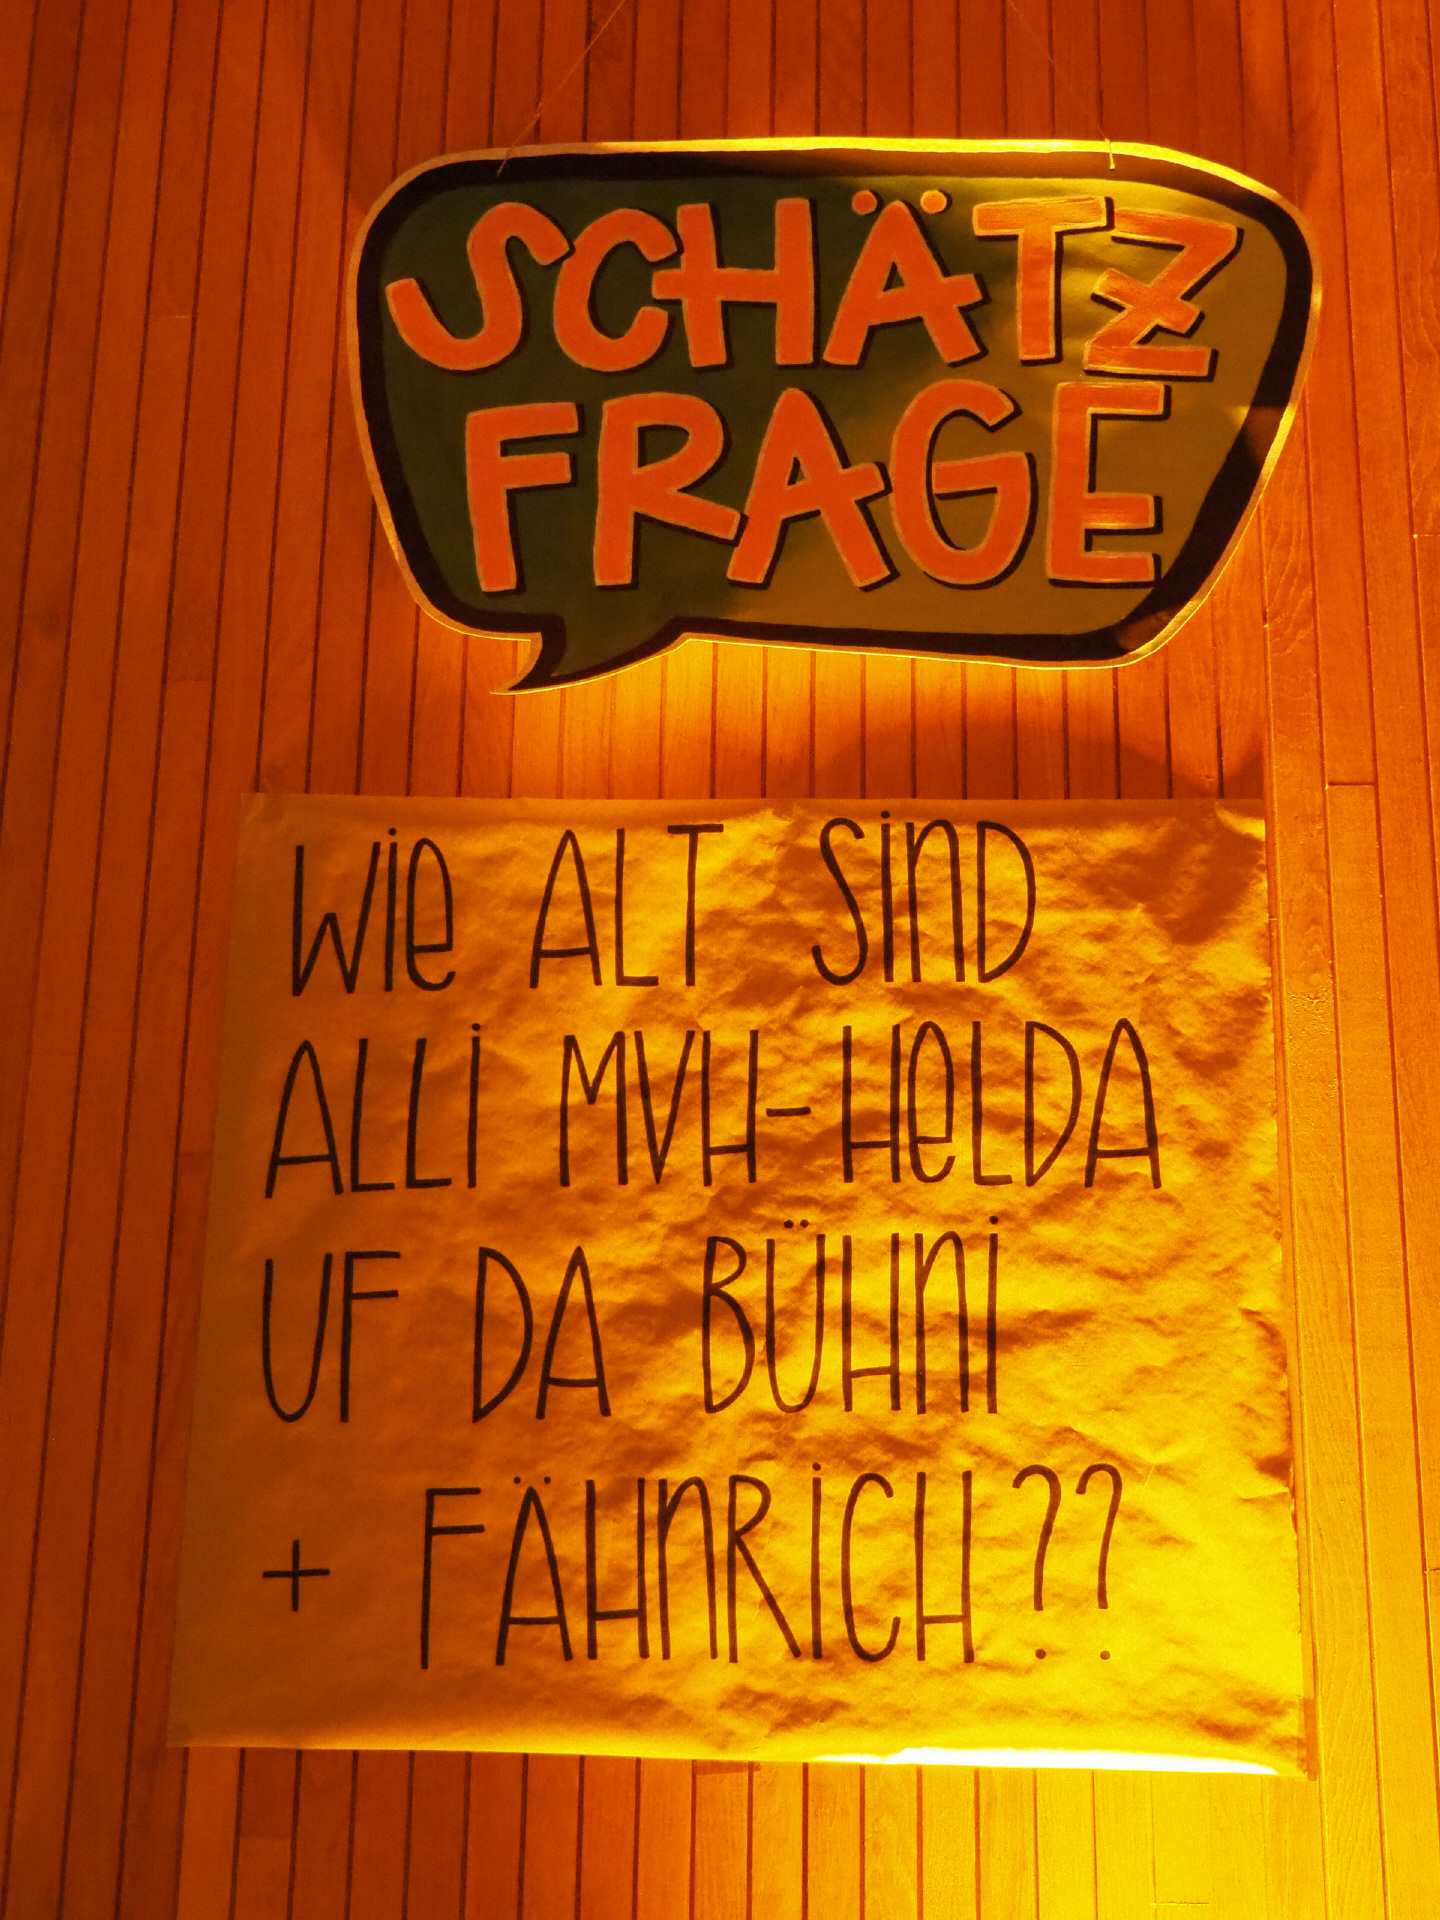 SCHÄTZ
FRAGE
Wie ALT SinD
ALLi MVH-HeLDA
UF DA BÜHni
+ FÄHnRiCH??